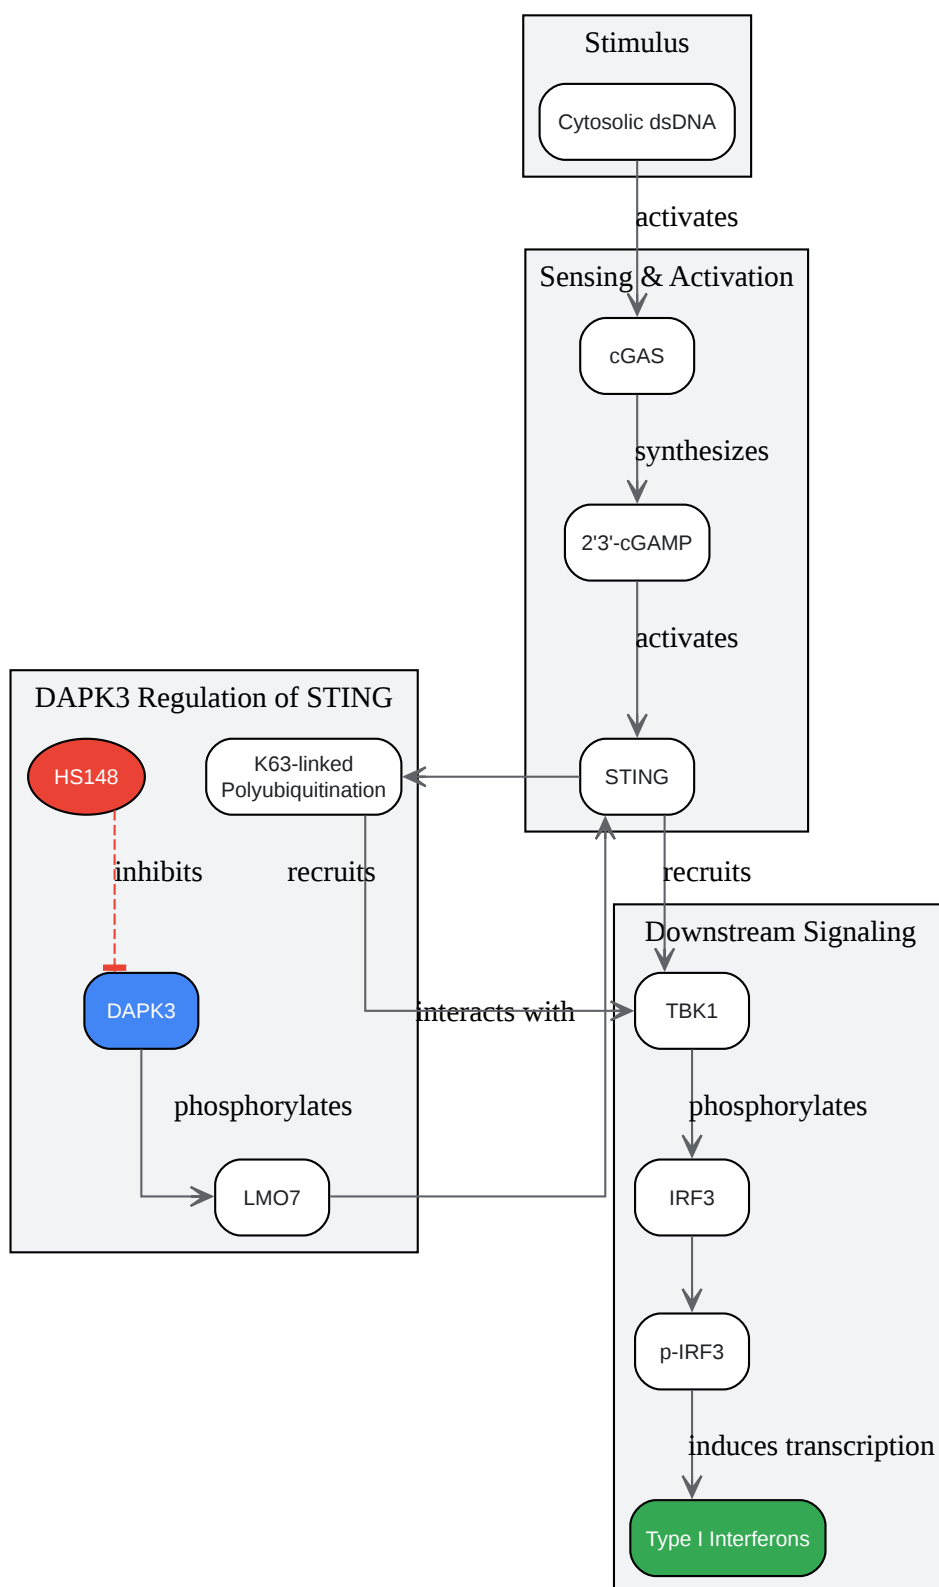 Stimulus
Cytosolic dsDNA
activates
Sensing & Activation
cGAS
synthesizes
2'3'-cGAMP
activates
DAPK3 Regulation of STING
HS148
K63-linked
Polyubiquitination
STING
inhibits
recruits
recruits
Downstream Signaling
DAPK3
interacts with
TBK1
phosphorylates
phosphorylates
LMO7
IRF3
p-IRF3
induces transcription
Type I Interferons